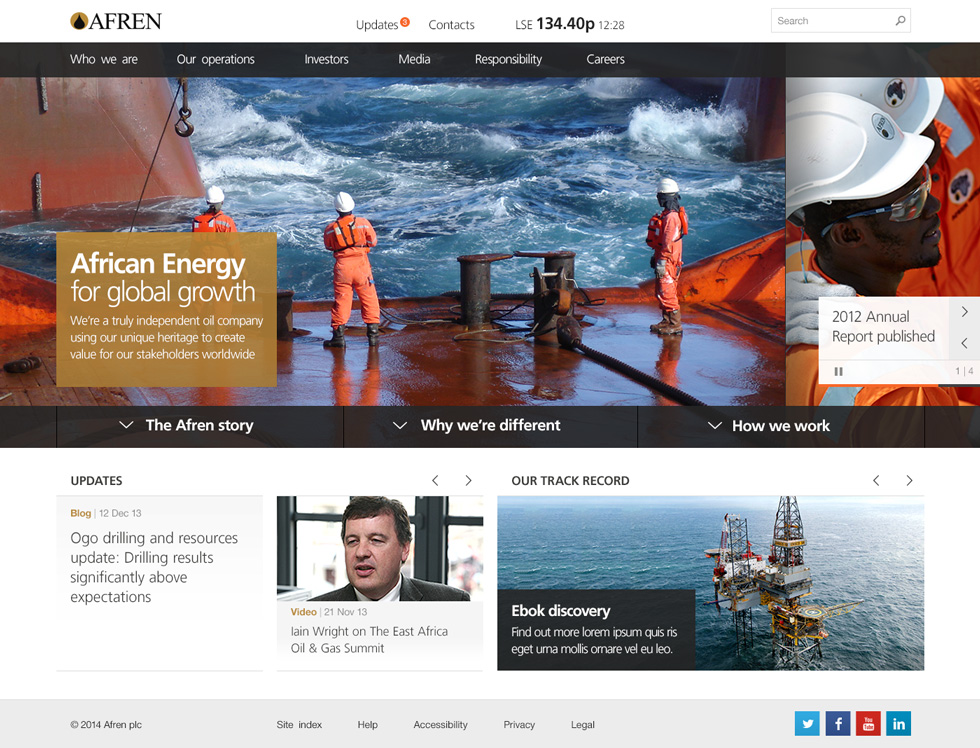 AFREN
Updates 3 Contacts LSE 134.40p 12:28
Search
Who we are Our operations Investors Media Responsibility Careers
African Energy
for global growth
We're a truly independent oil company
using our unique heritage to create
value for our stakeholders worldwide
2012 Annual
Report published
1 | 4
The Afren story Why we're different How we work
UPDATES
Blog | 12 Dec 13
Ogo drilling and resources
update: Drilling results
significantly above
expectations
Video | 21 Nov 13
Iain Wright on The East Africa
Oil & Gas Summit
OUR TRACK RECORD
Ebok discovery
Find out more lorem ipsum quis ris
eget urna mollis ornare vel eu leo.
© 2014 Afren plc Site index Help Accessibility Privacy Legal
You
Tube
in